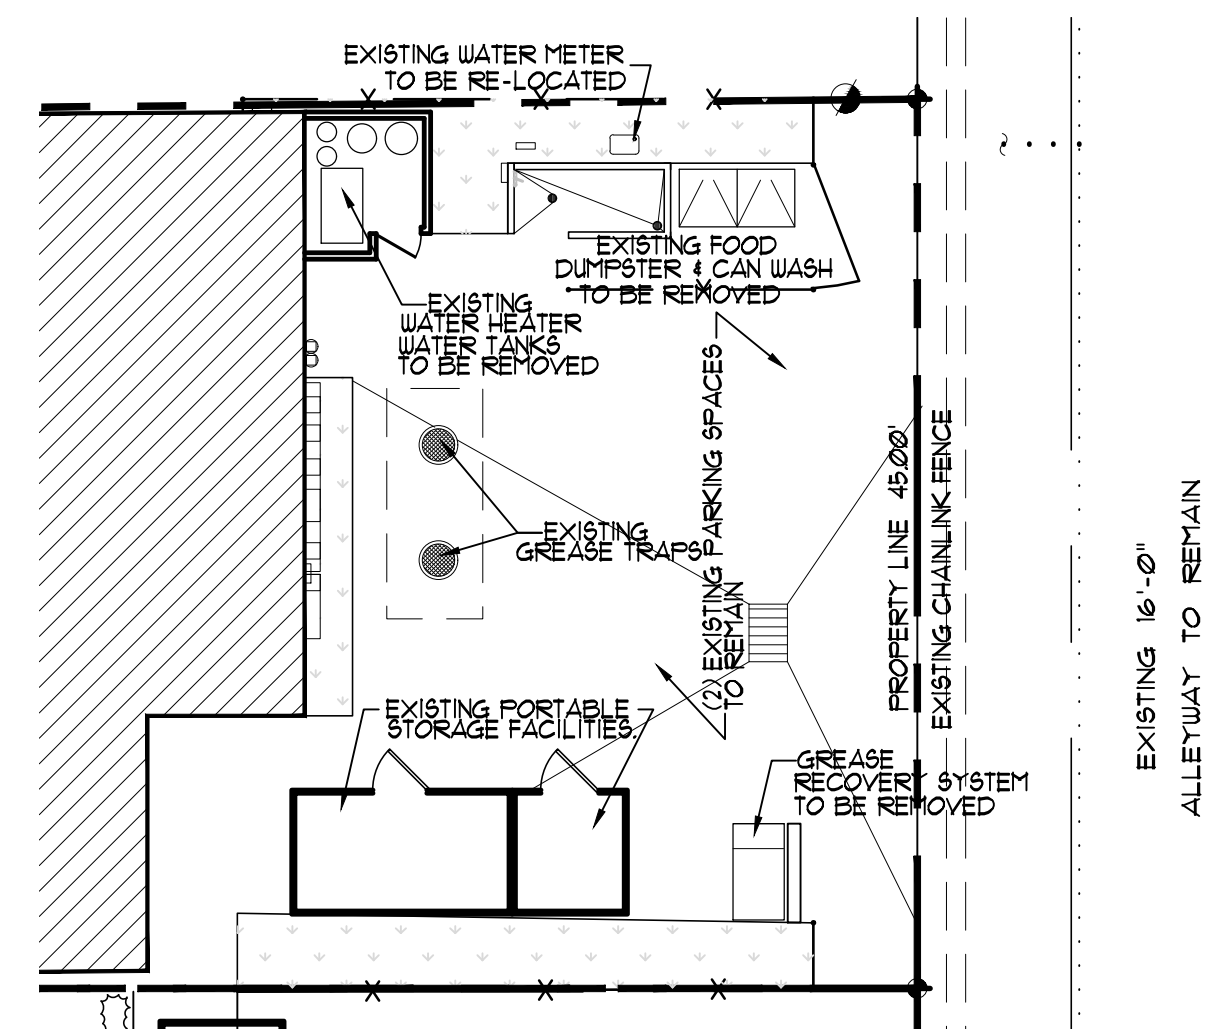 EXISTING WATER METER
TO BE RE-LOCATED
EXISTING FOOD
DUMPSTER & CAN WASH
TO BE REMOVED
EXISTING
WATER HEATER
WATER TANKS
TO BE REMOVED
(2) EXISTING PARKING SPACES
TO REMAIN
PROPERTY LINE 45.00'
EXISTING CHAINLINK FENCE
EXISTING 16'-0"
ALLEYWAY TO REMAIN
EXISTING
GREASE TRAPS
EXISTING PORTABLE
STORAGE FACILITIES.
GREASE
RECOVERY SYSTEM
TO BE REMOVED